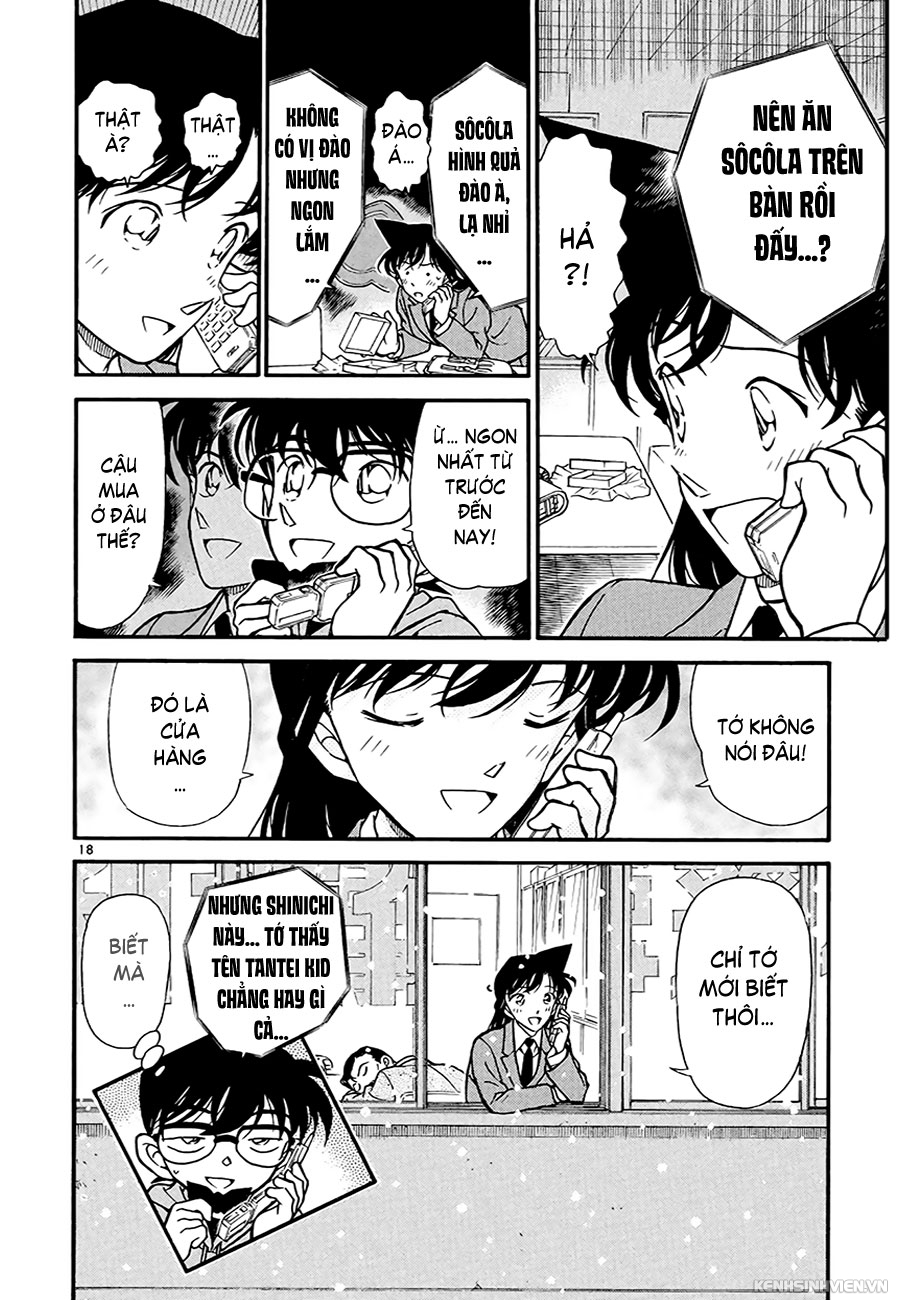 NÊN ĂN
SÔCÔLA TRÊN
BÀN RỒI
ĐẤY...?
HẢ
?!
SÔCÔLA
HÌNH QUẢ
ĐÀO À,
LẠ NHỈ
...
ĐÀO
Á...
KHÔNG
CÓ VỊ ĐÀO
NHƯNG
NGON
LẮM
...
THẬT
...
THẬT
À?
Ừ... NGON
NHẤT TỪ
TRƯỚC
ĐẾN
NAY!
CẬU
MUA
Ở ĐÂU
THẾ?
TỚ KHÔNG
NÓI ĐÂU!
ĐÓ LÀ
CỬA
HÀNG
...
18
CHỈ TỚ
MỚI BIẾT
THÔI...
NHƯNG SHINICHI
NÀY... TỚ THẤY
TÊN TANTEI KID
CHẲNG HAY GÌ
CẢ...
BIẾT
MÀ
...
KENHSINHVIEN.VN